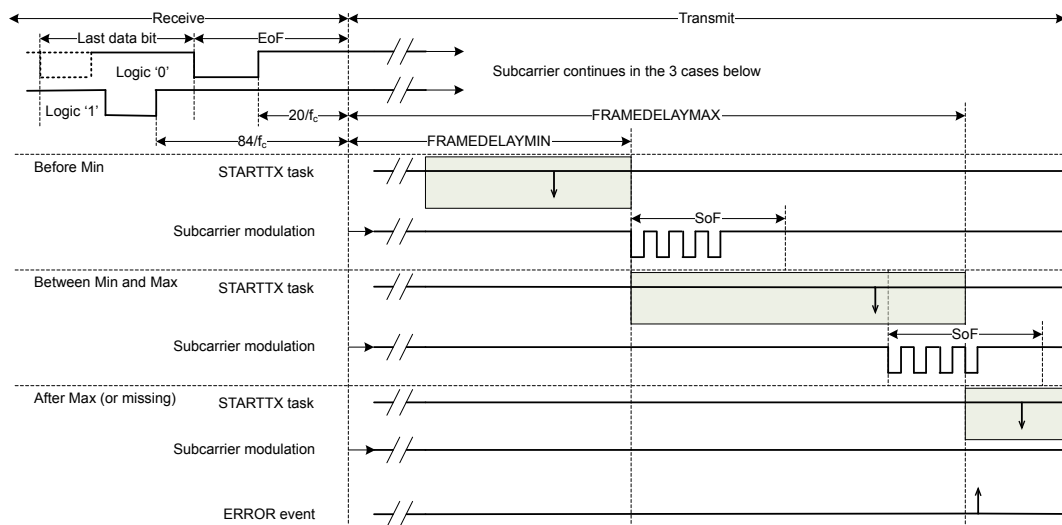 Receive
Transmit
Last data bit
EoF
Logic ‘0’
Subcarrier continues in the 3 cases below
Logic ‘1’
20/fc
FRAMEDELAYMAX
84/fc
FRAMEDELAYMIN
Before Min
STARTTX task
SoF
Subcarrier modulation
Between Min and Max
STARTTX task
SoF
Subcarrier modulation
After Max (or missing)
STARTTX task
Subcarrier modulation
ERROR event